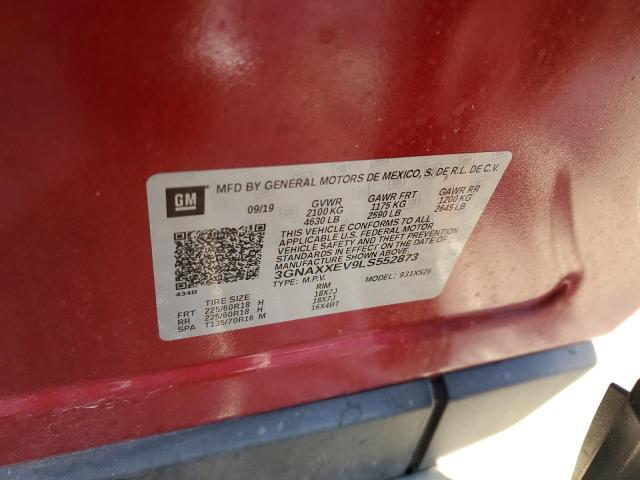 GM
MFD BY GENERAL MOTORS DE MEXICO, S. DE R.L. DE C.V.
09/19 GVWR GAWR FRT GAWR RR
2100 KG 1175 KG 1200 KG
4630 LB 2590 LB 2645 LB
THIS VEHICLE CONFORMS TO ALL
APPLICABLE U.S. FEDERAL MOTOR
VEHICLE SAFETY AND THEFT PREVENTION
STANDARDS IN EFFECT ON THE DATE OF
MANUFACTURE SHOWN ABOVE.
3GNAXXEV9LS552873
TYPE: M.P.V. MODEL: 931XS26
434B
TIRE SIZE RIM
FRT 225/60R18 H 18X7J
RR 225/60R18 H 18X7J
SPA T135/70R16 M 16X4BT